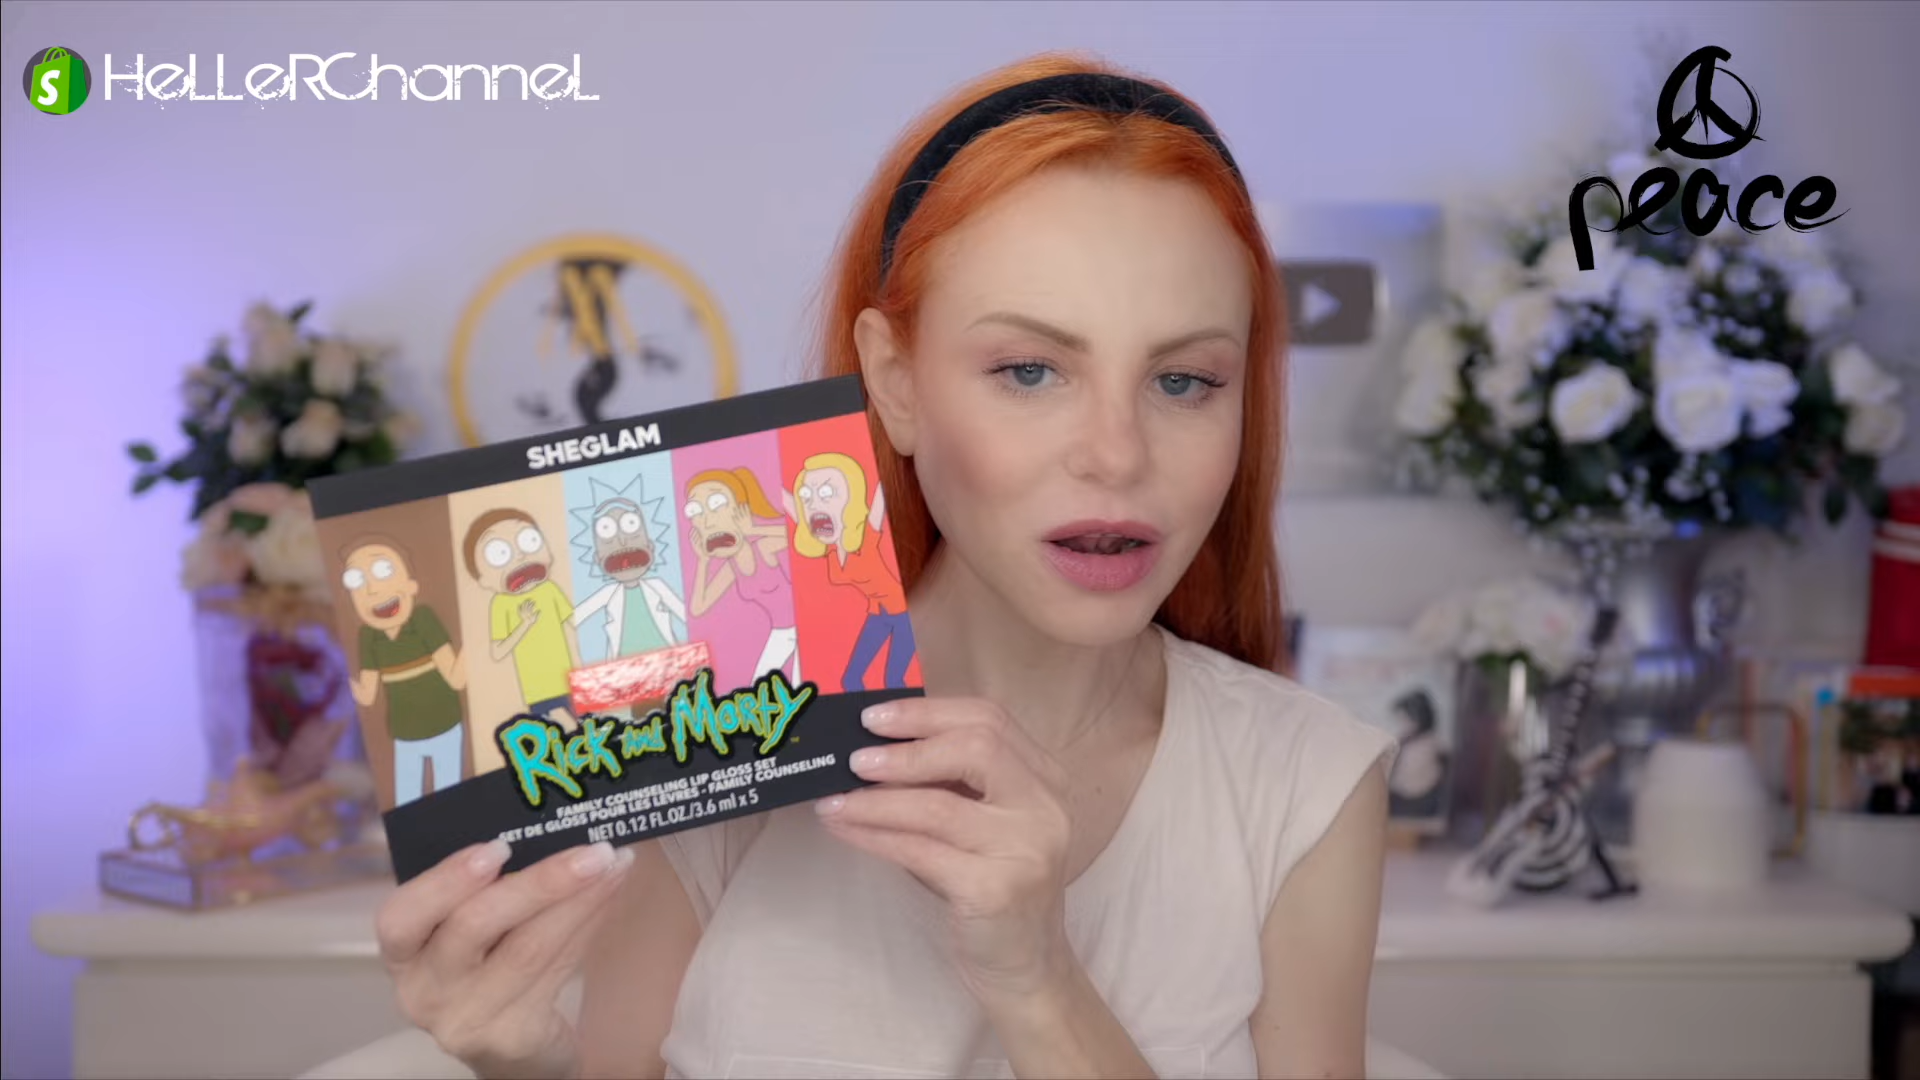 S HeLLeRChanneL
peace
SHEGLAM
Rick and Morty
FAMILY COUNSELING LIP GLOSS SET
SET DE GLOSS POUR LES LÈVRES - FAMILY COUNSELING
NET 0.12 FL.OZ./3.6 ml x 5